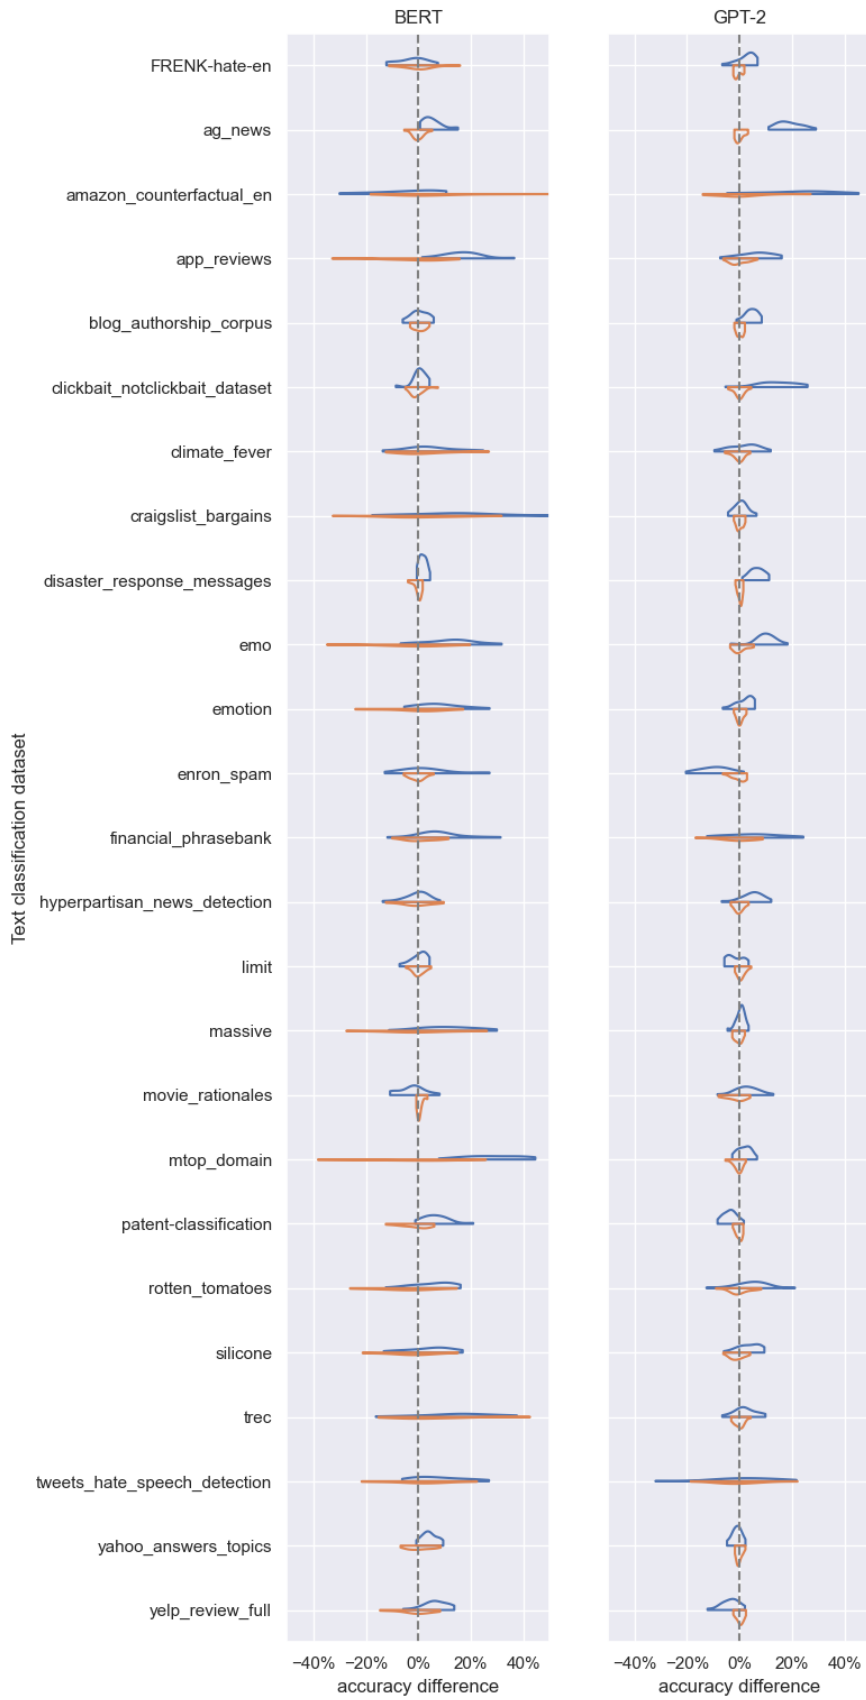 BERT
GPT-2
FRENK-hate-en
ag_news
amazon_counterfactual_en
app_reviews
blog_authorship_corpus
clickbait_notclickbait_dataset
climate_fever
craigslist_bargains
disaster_response_messages
emo
emotion
enron_spam
financial_phrasebank
hyperpartisan_news_detection
limit
massive
movie_rationales
mtop_domain
patent-classification
rotten_tomatoes
silicone
trec
tweets_hate_speech_detection
yahoo_answers_topics
yelp_review_full
Text classification dataset
−40% −20% 0% 20% 40%
−40% −20% 0% 20% 40%
accuracy difference
accuracy difference